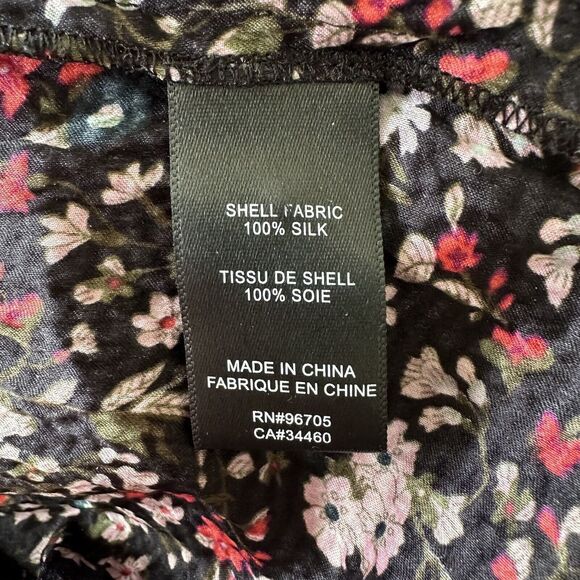 SHELL FABRIC
100% SILK
TISSU DE SHELL
100% SOIE
MADE IN CHINA
FABRIQUE EN CHINE
RN#96705
CA#34460